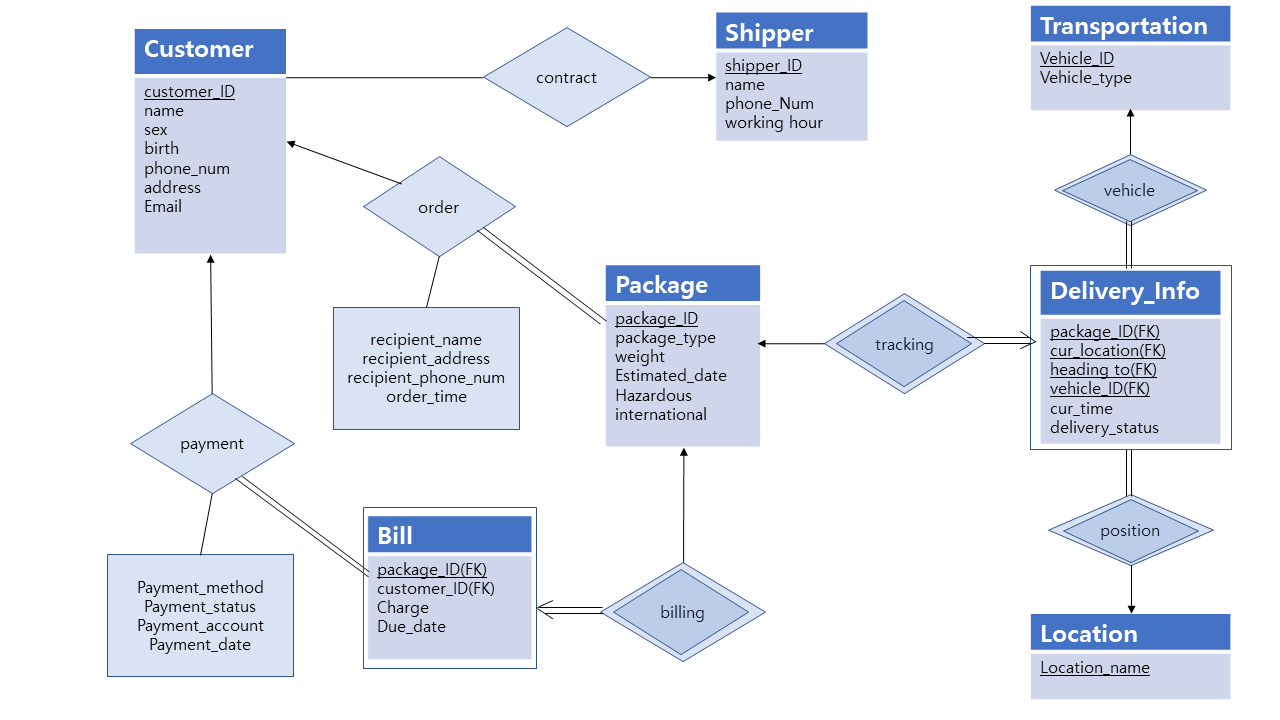 Customer
customer_ID
name
sex
birth
phone_num
address
Email
contract
Shipper
shipper_ID
name
phone_Num
working hour
Transportation
Vehicle_ID
Vehicle_type
order
vehicle
recipient_name
recipient_address
recipient_phone_num
order_time
Package
package_ID
package_type
weight
Estimated_date
Hazardous
international
tracking
Delivery_Info
package_ID(FK)
cur_location(FK)
heading to(FK)
vehicle_ID(FK)
cur_time
delivery_status
payment
Payment_method
Payment_status
Payment_account
Payment_date
Bill
package_ID(FK)
customer_ID(FK)
Charge
Due_date
billing
position
Location
Location_name